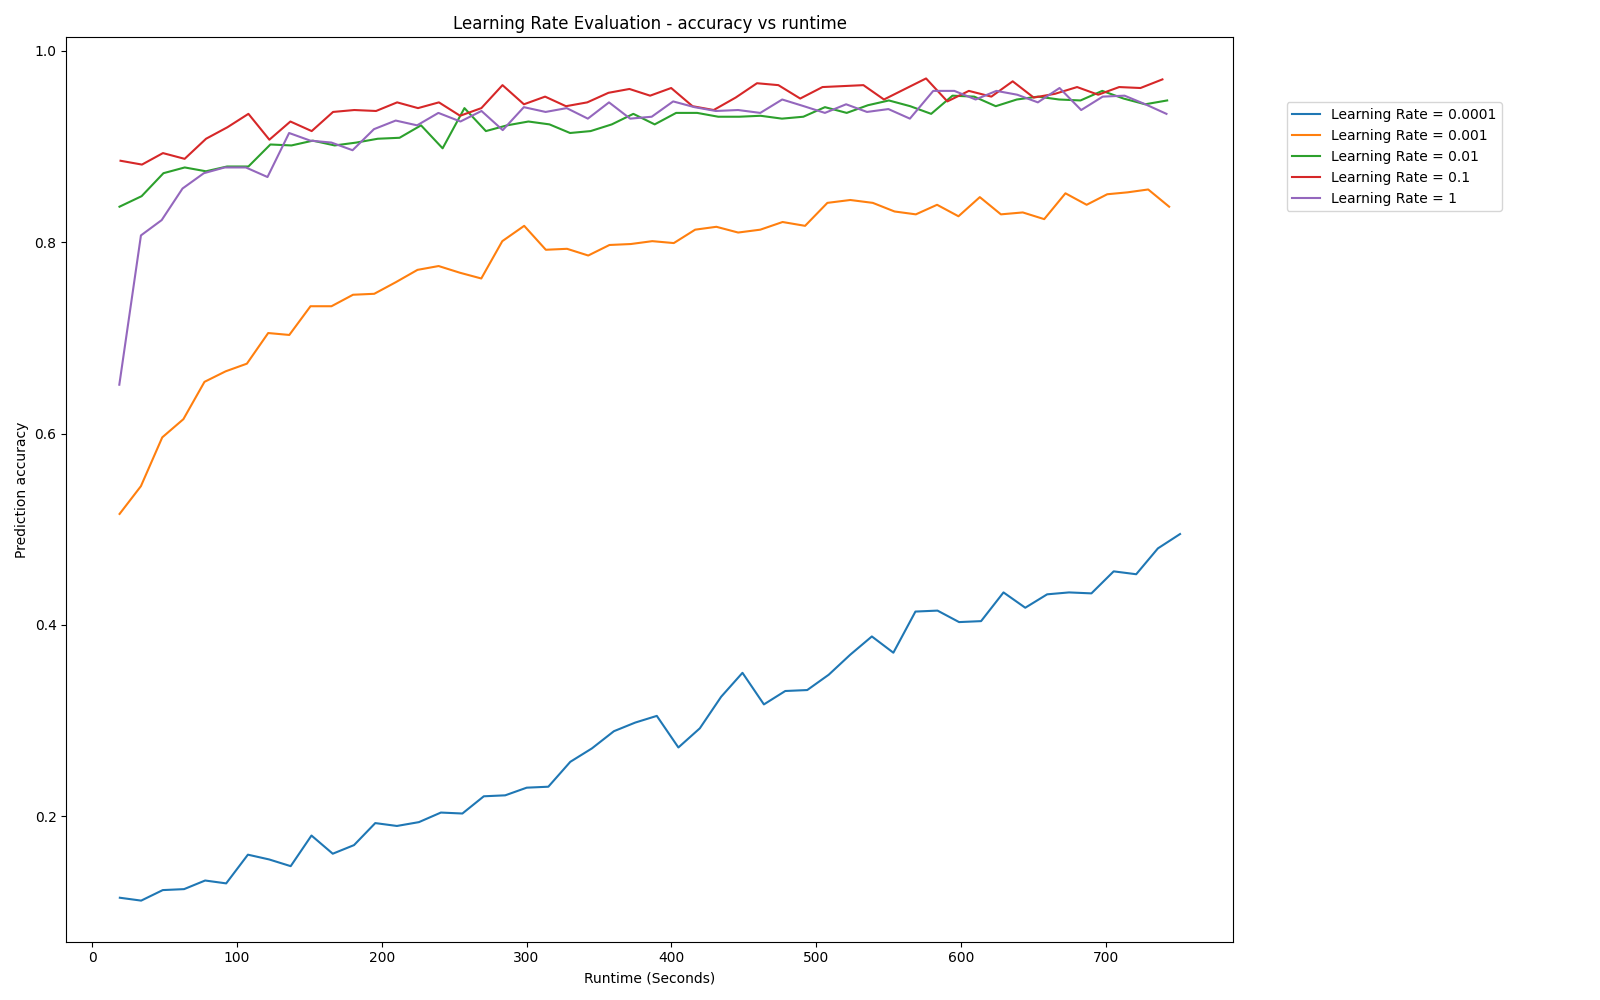 Learning Rate Evaluation - accuracy vs runtime
1.0
0.8
0.6
0.4
0.2
Prediction accuracy
0 100 200 300 400 500 600 700
Runtime (Seconds)
Learning Rate = 0.0001
Learning Rate = 0.001
Learning Rate = 0.01
Learning Rate = 0.1
Learning Rate = 1